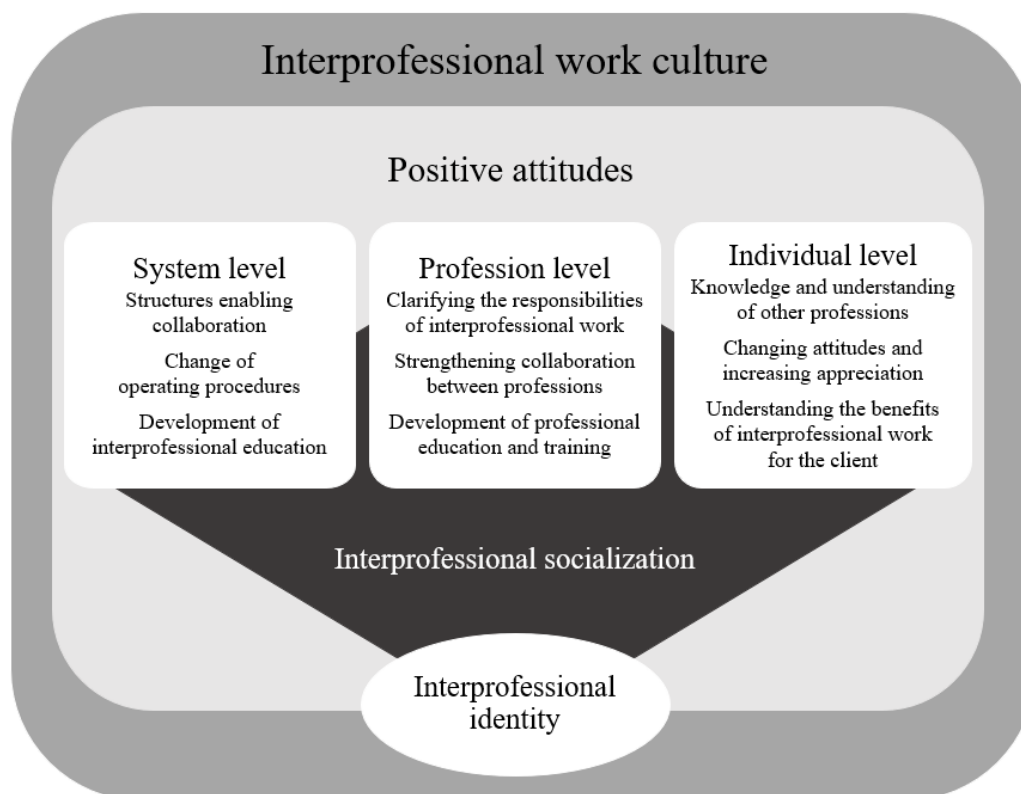 Interprofessional work culture
Positive attitudes
System level
Structures enabling
collaboration
Change of
operating procedures
Development of
interprofessional education
Profession level
Clarifying the responsibilities
of interprofessional work
Strengthening collaboration
between professions
Development of professional
education and training
Individual level
Knowledge and understanding
of other professions
Changing attitudes and
increasing appreciation
Understanding the benefits
of interprofessional work
for the client
Interprofessional socialization
Interprofessional
identity